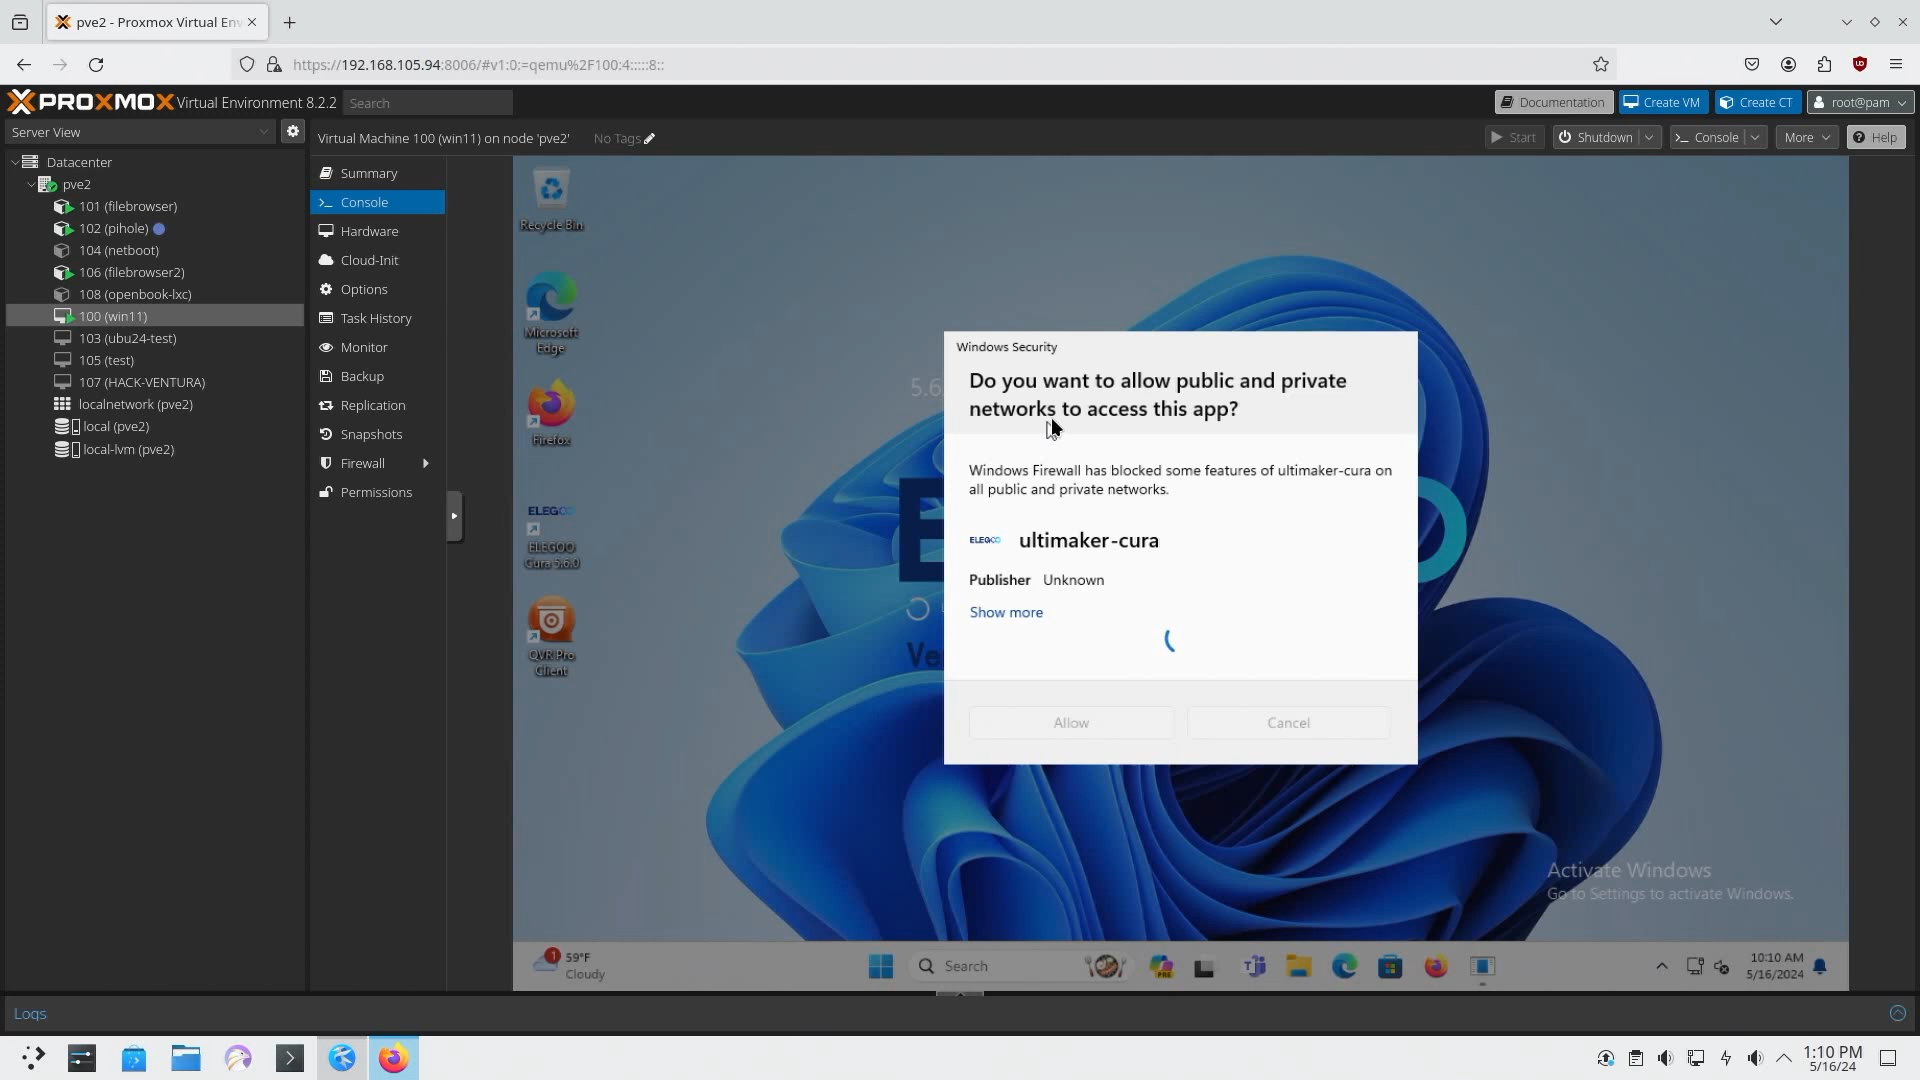 pve2 - Proxmox Virtual En
https://192.168.105.94:8006/#v1:0:=qemu%2F100:4:::::8::
PROXMOX Virtual Environment 8.2.2
Search
Documentation
Create VM
Create CT
root@pam
Server View
Virtual Machine 100 (win11) on node 'pve2'
No Tags
Start
Shutdown
Console
More
Help
Datacenter
pve2
101 (filebrowser)
102 (pihole)
104 (netboot)
106 (filebrowser2)
108 (openbook-lxc)
100 (win11)
103 (ubu24-test)
105 (test)
107 (HACK-VENTURA)
localnetwork (pve2)
local (pve2)
local-lvm (pve2)
Summary
Console
Hardware
Cloud-Init
Options
Task History
Monitor
Backup
Replication
Snapshots
Firewall
Permissions
Recycle Bin
Microsoft
Edge
Firefox
ELEGOO
ELEGOO
Cura 5.6.0
QVR Pro
Client
5.6
Ve
Windows Security
Do you want to allow public and private
networks to access this app?
Windows Firewall has blocked some features of ultimaker-cura on
all public and private networks.
ELEGOO
ultimaker-cura
Publisher Unknown
Show more
Allow
Cancel
Activate Windows
Go to Settings to activate Windows.
1
59°F
Cloudy
Search
PRE
10:10 AM
5/16/2024
Logs
1:10 PM
5/16/24